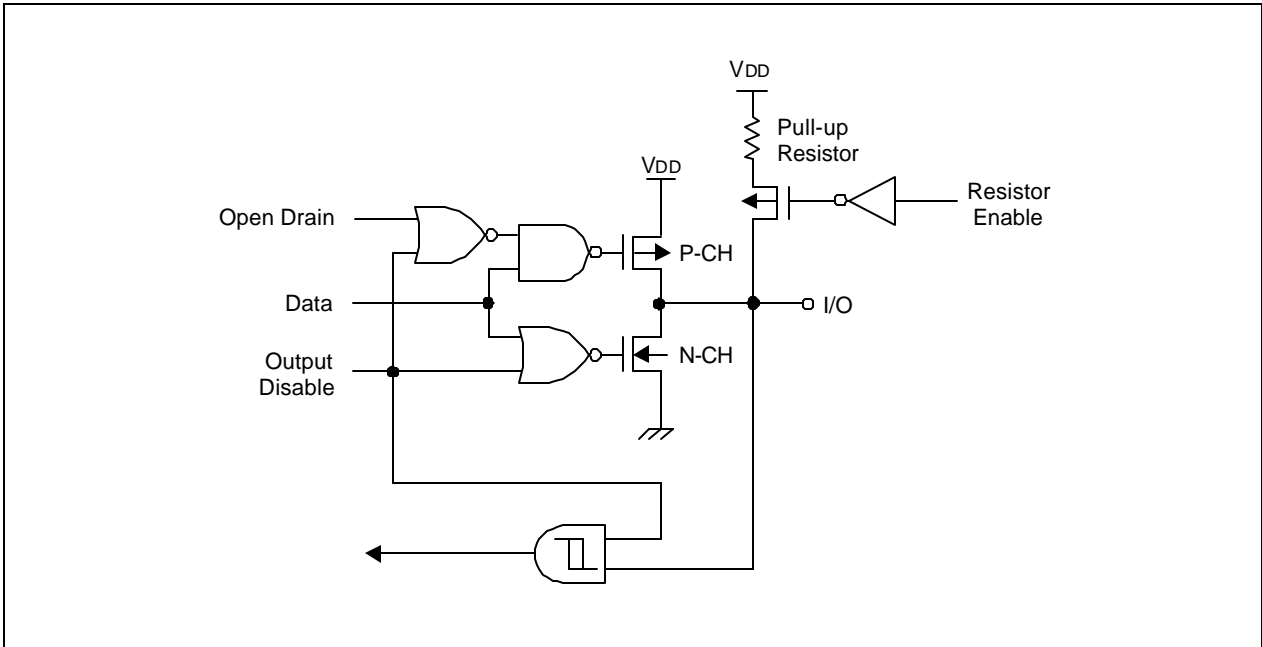 VDD
Pull-up
Resistor
VDD
Resistor
Enable
Open Drain
P-CH
Data
I/O
N-CH
Output
Disable